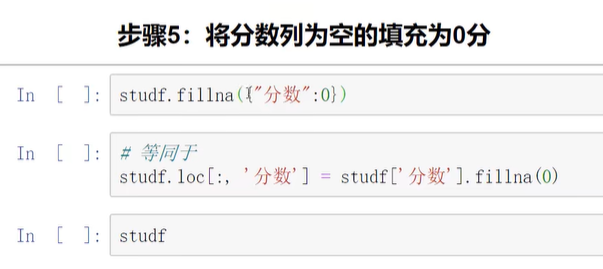 步骤5：将分数列为空的填充为0分
In [ ]: studf.fillna({"分数":0})
In [ ]: # 等同于
studf.loc[:, '分数'] = studf['分数'].fillna(0)
In [ ]: studf